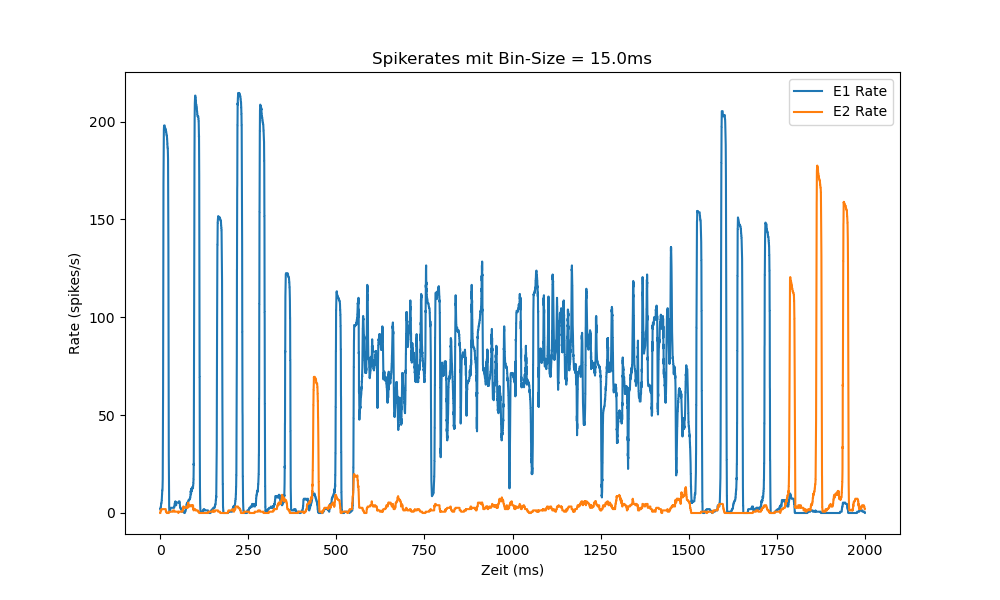 Spikerates mit Bin-Size = 15.0ms
E1 Rate
E2 Rate
Rate (spikes/s)
200
150
100
50
0
0 250 500 750 1000 1250 1500 1750 2000
Zeit (ms)